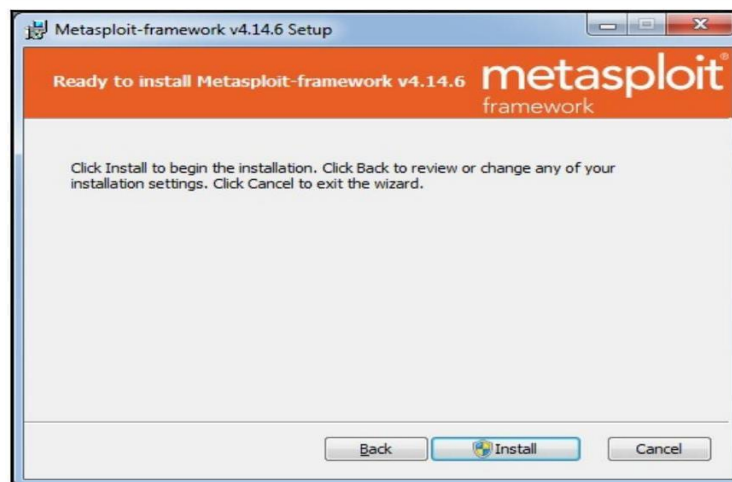 Metasploit-framework v4.14.6 Setup
Ready to install Metasploit-framework v4.14.6
metasploit®
framework
Click Install to begin the installation. Click Back to review or change any of your
installation settings. Click Cancel to exit the wizard.
Back
Install
Cancel